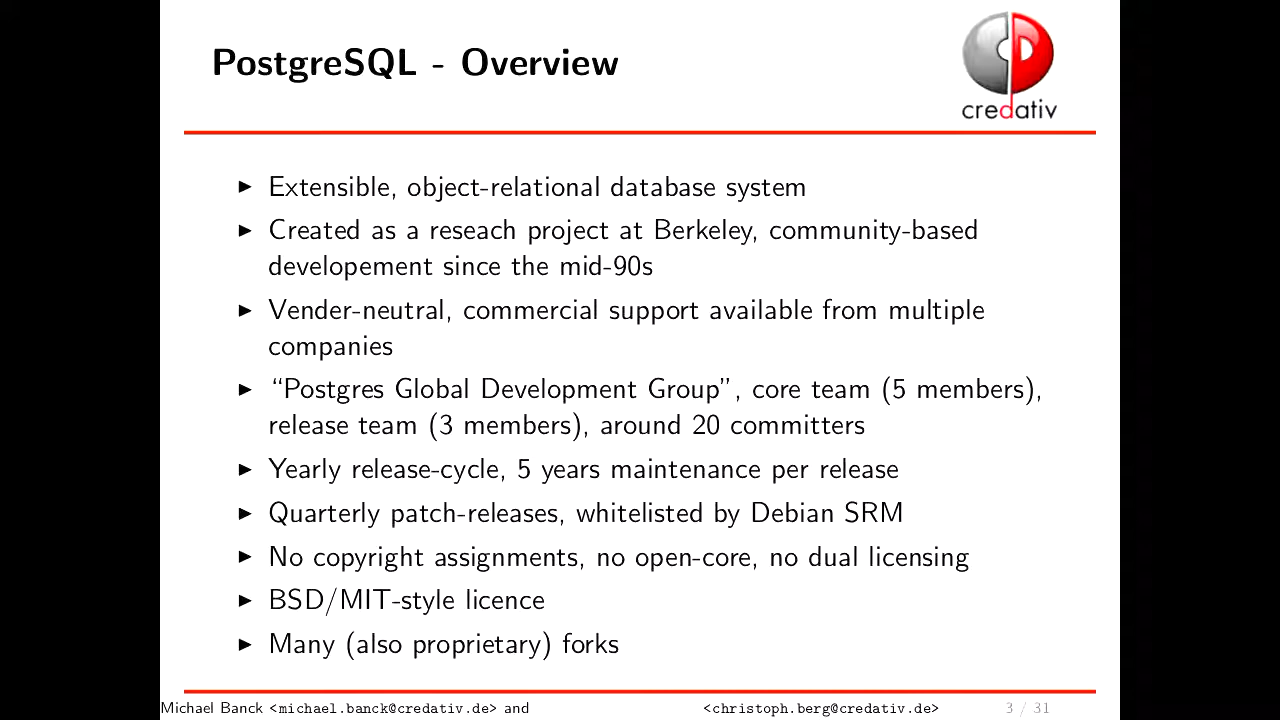 PostgreSQL - Overview
credativ
Extensible, object-relational database system
Created as a reseach project at Berkeley, community-based
developement since the mid-90s
Vender-neutral, commercial support available from multiple
companies
“Postgres Global Development Group”, core team (5 members),
release team (3 members), around 20 committers
Yearly release-cycle, 5 years maintenance per release
Quarterly patch-releases, whitelisted by Debian SRM
No copyright assignments, no open-core, no dual licensing
BSD/MIT-style licence
Many (also proprietary) forks
Michael Banck <michael.banck@credativ.de> and <christoph.berg@credativ.de> 3 / 31